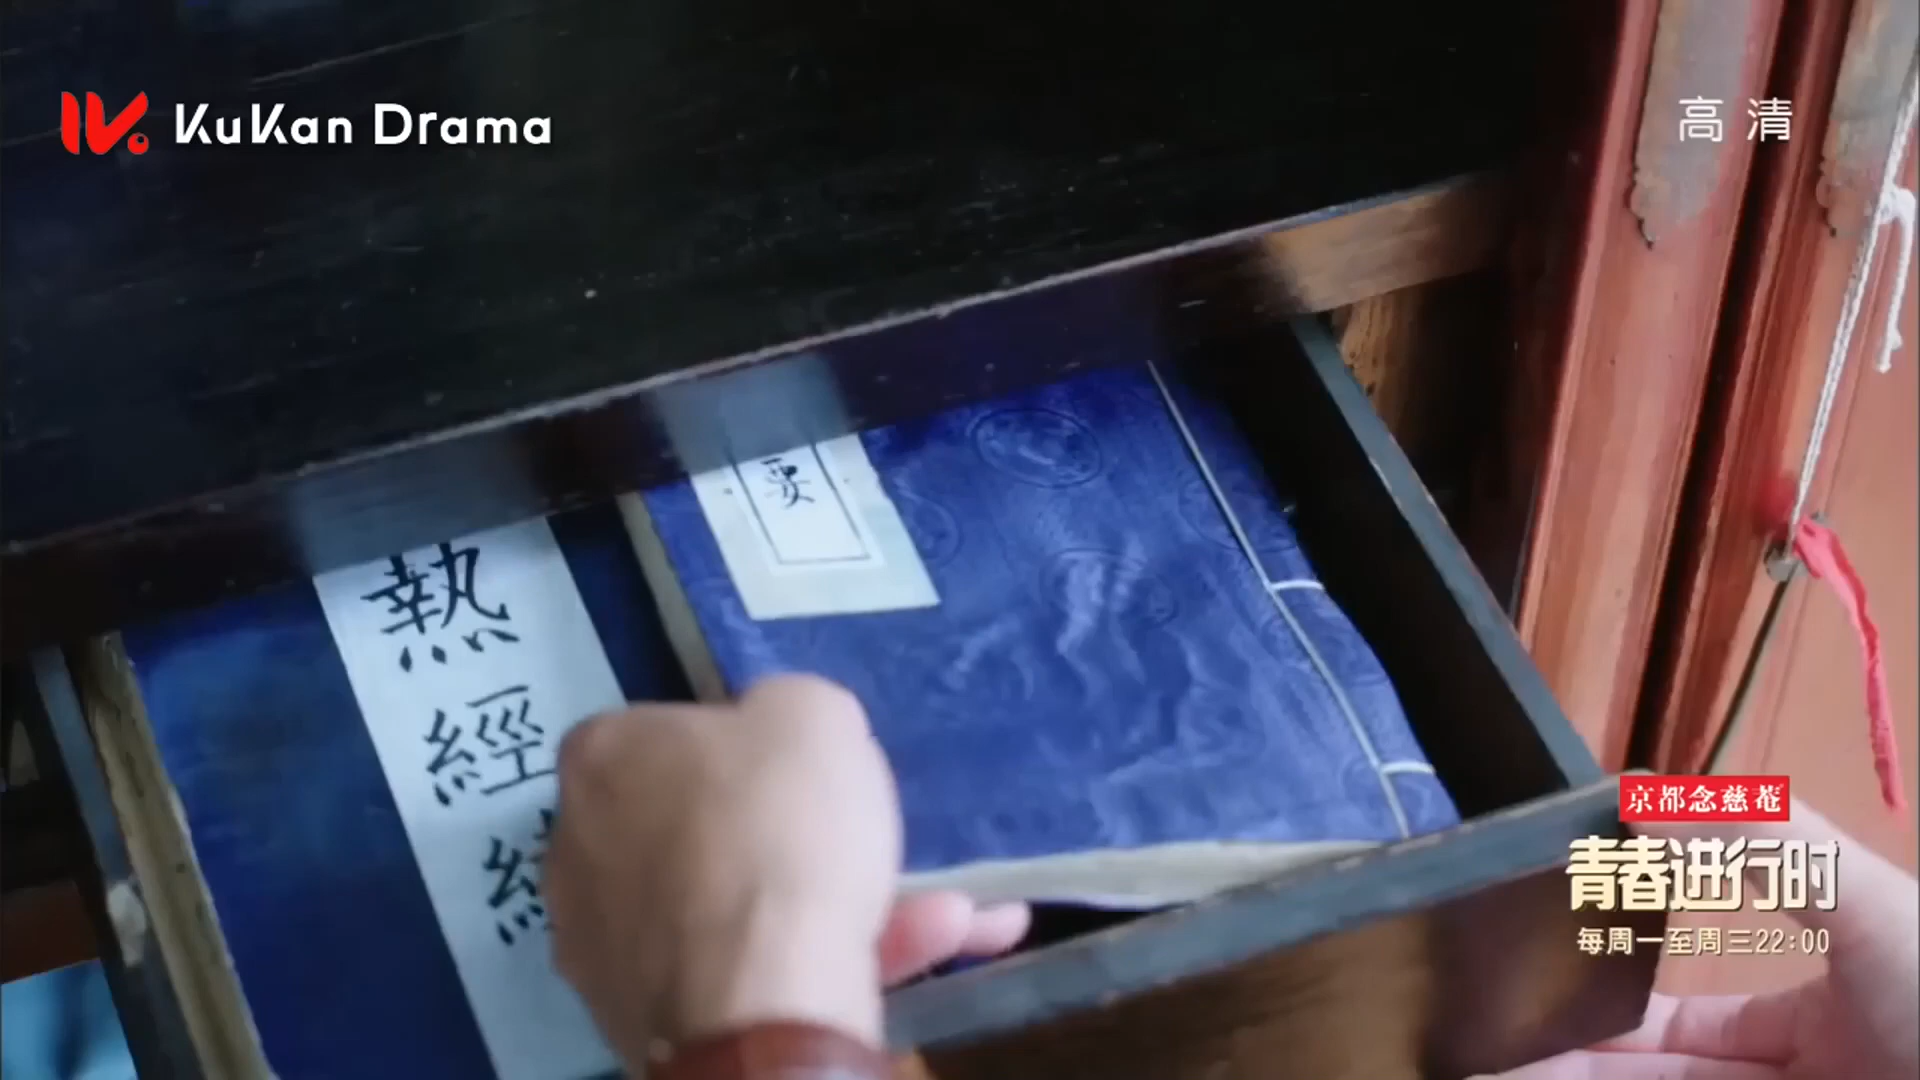 KuKan Drama
高清
要
熱經
京都念慈菴
青春进行时
每周一至周三22:00